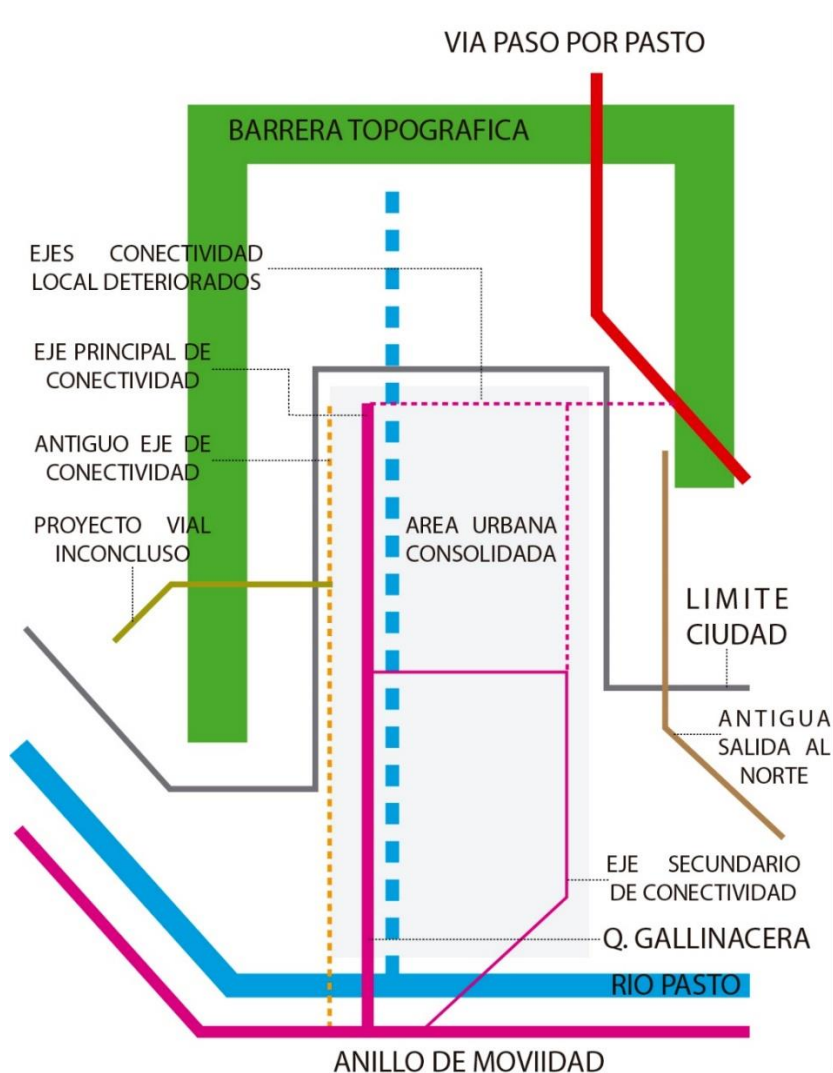 VIA PASO POR PASTO
BARRERA TOPOGRAFICA
EJES CONECTIVIDAD
LOCAL DETERIORADOS
EJE PRINCIPAL DE
CONECTIVIDAD
ANTIGUO EJE DE
CONECTIVIDAD
PROYECTO VIAL
INCONCLUSO
AREA URBANA
CONSOLIDADA
LIMITE
CIUDAD
ANTIGUA
SALIDA AL
NORTE
EJE SECUNDARIO
DE CONECTIVIDAD
Q. GALLINACERA
RIO PASTO
ANILLO DE MOVIIDAD